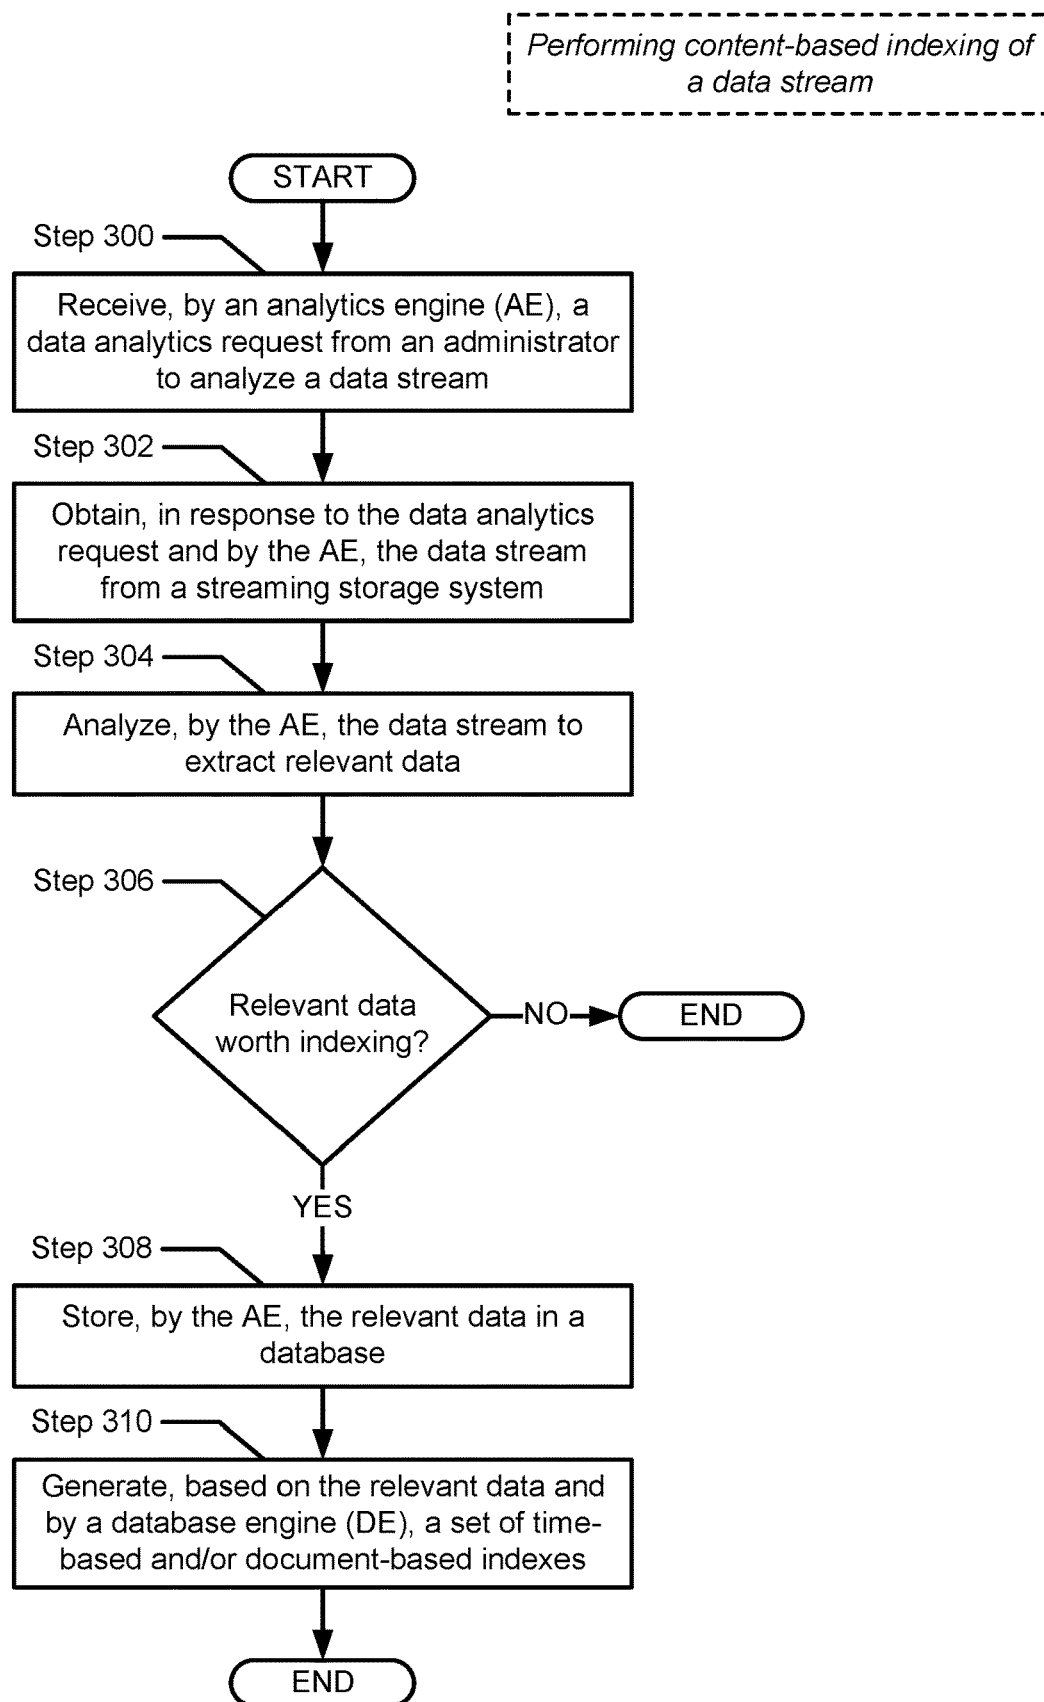 Performing content-based indexing of
a data stream
START
Step 300
Receive, by an analytics engine (AE), a
data analytics request from an administrator
to analyze a data stream
Step 302
Obtain, in response to the data analytics
request and by the AE, the data stream
from a streaming storage system
Step 304
Analyze, by the AE, the data stream to
extract relevant data
Step 306
Relevant data
worth indexing?
NO
END
YES
Step 308
Store, by the AE, the relevant data in a
database
Step 310
Generate, based on the relevant data and
by a database engine (DE), a set of time-
based and/or document-based indexes
END